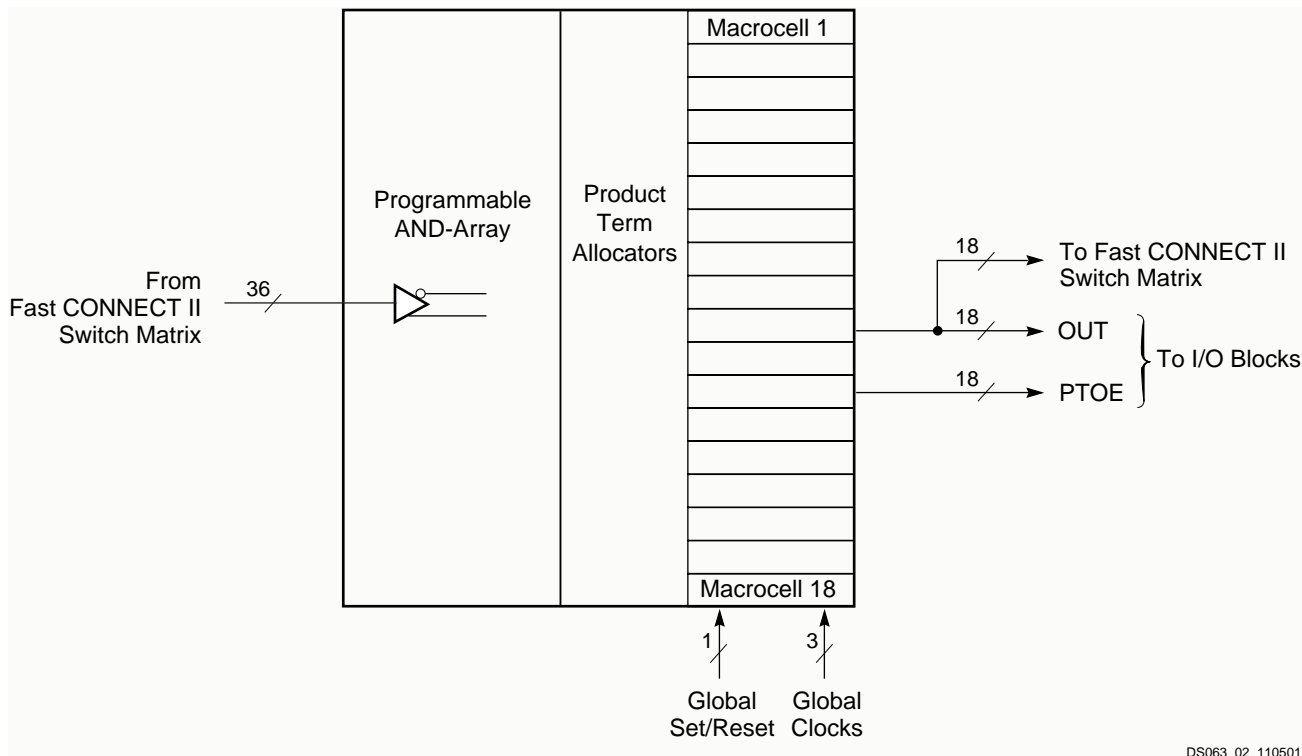 Macrocell 1
Programmable
AND-Array
Product
Term
Allocators
From
Fast CONNECT II
Switch Matrix
36
18
To Fast CONNECT II
Switch Matrix
18
OUT
To I/O Blocks
18
PTOE
Macrocell 18
1
3
Global
Set/Reset
Global
Clocks
DS063_02_110501